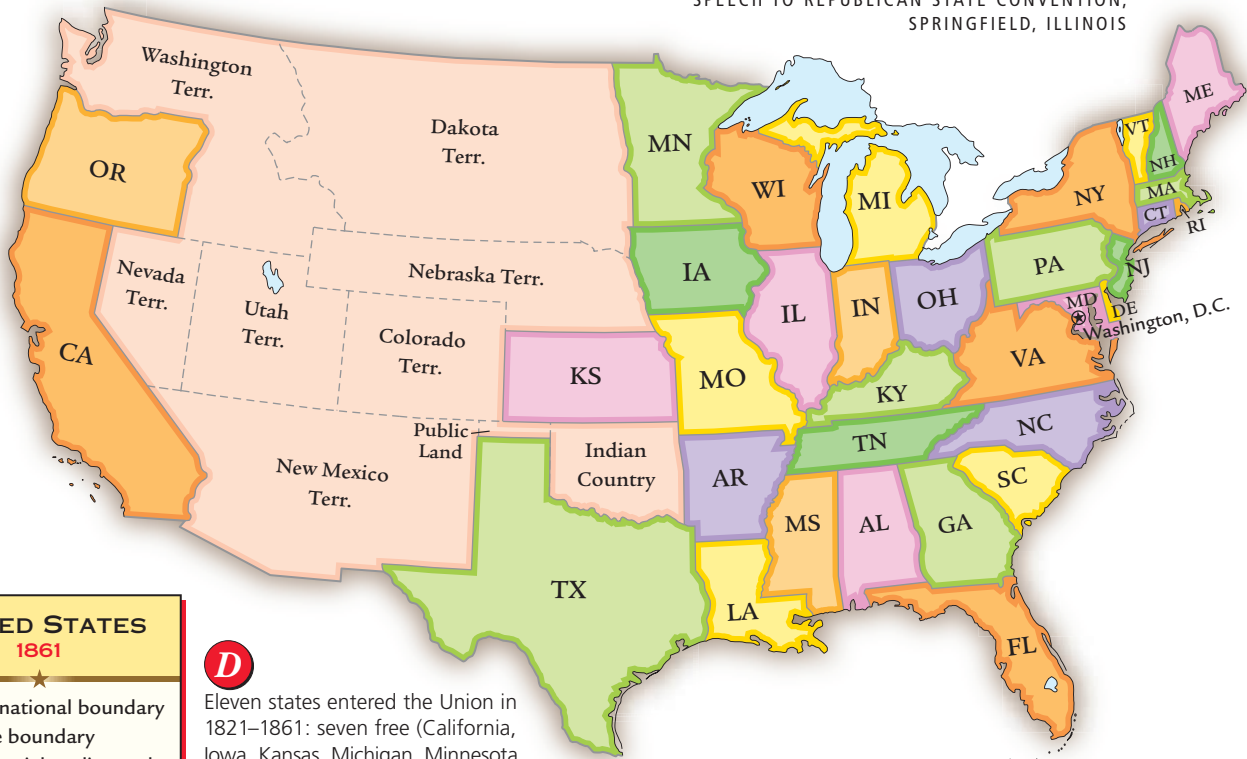 SPEECH TO REPUBLICAN STATE CONVENTION,
SPRINGFIELD, ILLINOIS
Washington
Terr.
Dakota
Terr.
OR
MN
WI
MI
ME
VT
NH
MA
NY
CT
RI
Nevada
Terr.
Utah
Terr.
Nebraska Terr.
IA
IL
IN
OH
PA
NJ
MD
DE
Washington, D.C.
CA
Colorado
Terr.
KS
MO
KY
VA
Public
Land
Indian
Country
TN
NC
New Mexico
Terr.
AR
SC
MS
AL
GA
TX
LA
FL
ED STATES
1861
national boundary
boundary
D
Eleven states entered the Union in
1821–1861: seven free (California,
Iowa, Kansas, Michigan, Minnesota